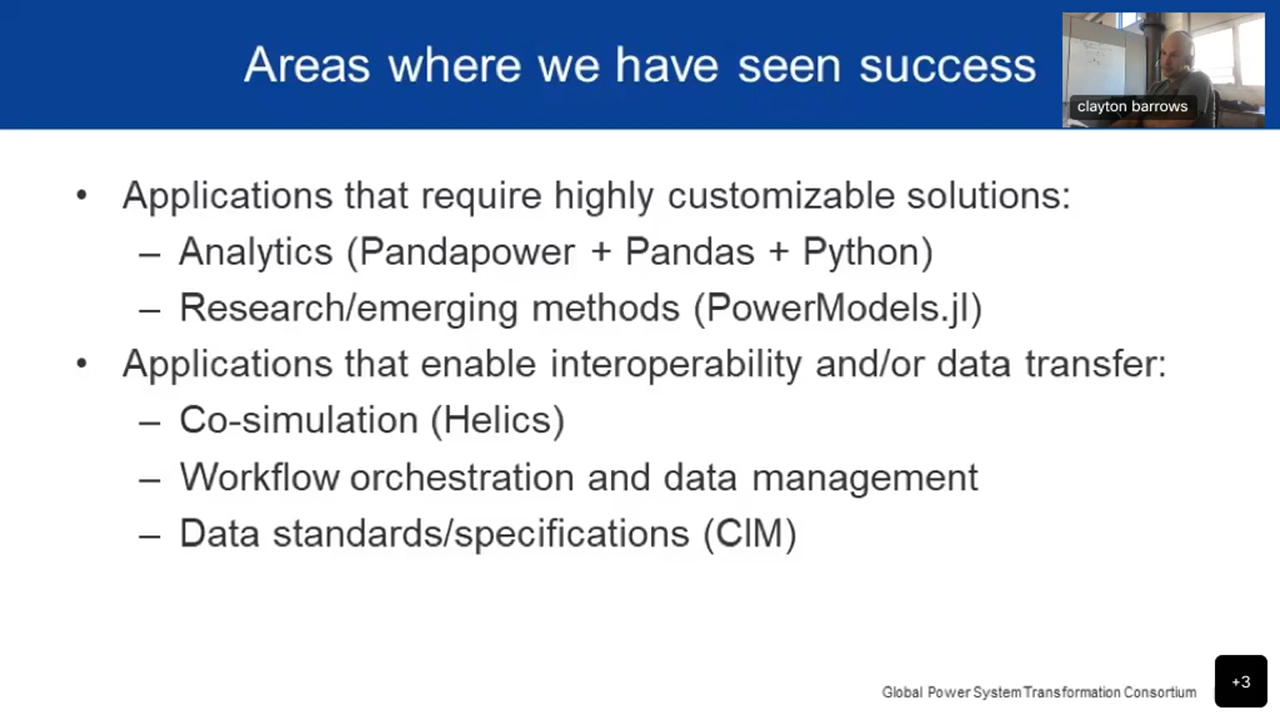 Areas where we have seen success
clayton barrows
• Applications that require highly customizable solutions:
– Analytics (Pandapower + Pandas + Python)
– Research/emerging methods (PowerModels.jl)
• Applications that enable interoperability and/or data transfer:
– Co-simulation (Helics)
– Workflow orchestration and data management
– Data standards/specifications (CIM)
Global Power System Transformation Consortium
+3